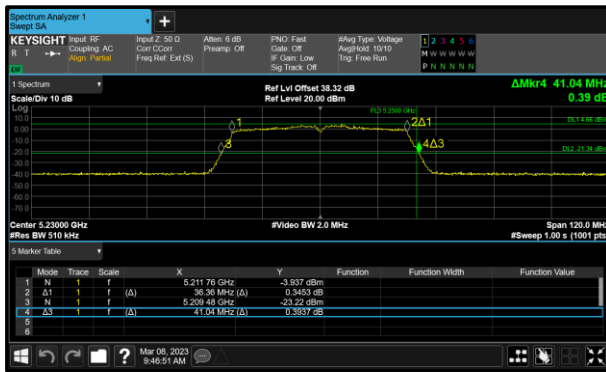 Spectrum Analyzer 1
Swept SA
+
KEYSIGHT Input: RF Input Z: 50 Ω Atten: 6 dB PNO: Fast #Avg Type: Voltage 1 2 3 4 5 6
R T Coupling: AC Corr CCorr Preamp: Off Gate: Off Avg|Hold: 10/10 M W W W W W
Align: Partial Freq Ref: Ext (S) IF Gain: Low Trig: Free Run
Sig Track: Off P N N N N N
1 Spectrum Ref Lvl Offset 38.32 dB ΔMkr4 41.04 MHz
Scale/Div 10 dB Ref Level 20.00 dBm 0.39 dB
Log
10.0
0.00
-10.0
-20.0
-30.0
-40.0
-50.0
-60.0
-70.0
1
2Δ1
3
4Δ3
DL1 4.66 dBm
DL2 -21.34 dBm
Center 5.23000 GHz #Video BW 2.0 MHz Span 120.0 MHz
#Res BW 510 kHz #Sweep 1.00 s (1001 pts)
5 Marker Table
Mode Trace Scale X Y Function Function Width Function Value
1 N 1 f 5.211 76 GHz -3.937 dBm
2 Δ1 1 f (Δ) 36.36 MHz (Δ) 0.3453 dB
3 N 1 f 5.209 48 GHz -23.22 dBm
4 Δ3 1 f (Δ) 41.04 MHz (Δ) 0.3937 dB
5
6
? Mar 08, 2023
9:46:51 AM